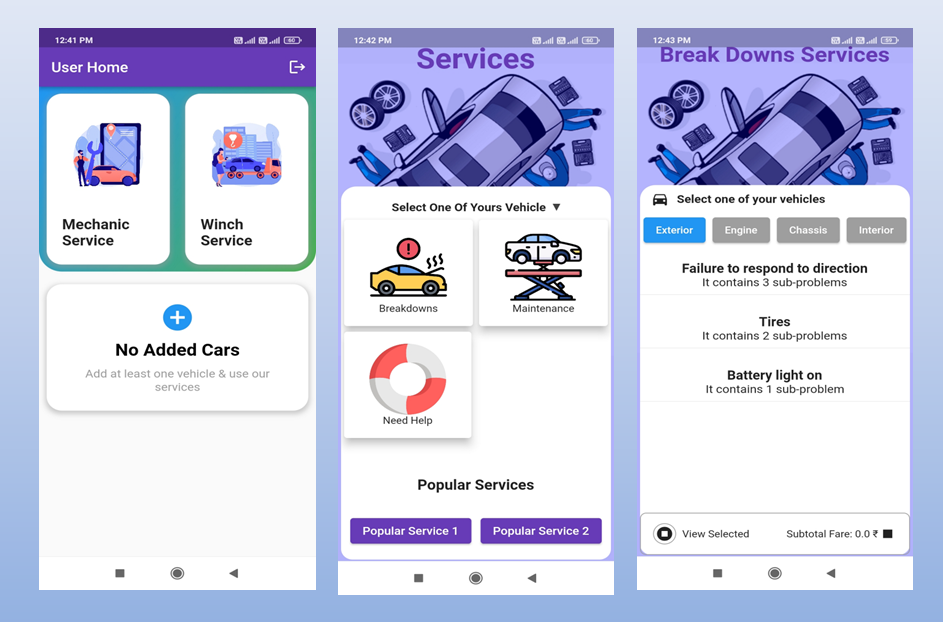 12:41 PM
60
User Home
Mechanic
Service
Winch
Service
No Added Cars
Add at least one vehicle & use our
services
12:42 PM
60
Services
Select One Of Yours Vehicle
Breakdowns
Maintenance
Need Help
Popular Services
Popular Service 1
Popular Service 2
12:43 PM
59
Break Downs Services
Select one of your vehicles
Exterior
Engine
Chassis
Interior
Failure to respond to direction
It contains 3 sub-problems
Tires
It contains 2 sub-problems
Battery light on
It contains 1 sub-problem
View Selected
Subtotal Fare: 0.0 ₹